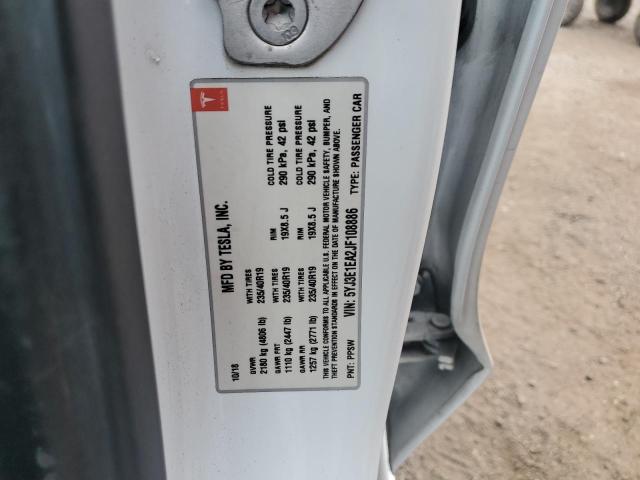 TESLA
MFD BY TESLA, INC.
10/18
GVWR WITH TIRES RIM COLD TIRE PRESSURE
2180 kg (4806 lb) 235/40R19 19X8.5 J 290 kPa, 42 psi
GAWR FRT WITH TIRES RIM COLD TIRE PRESSURE
1110 kg (2447 lb) 235/40R19 19X8.5 J 290 kPa, 42 psi
GAWR RR WITH TIRES
1257 kg (2771 lb) 235/40R19
THIS VEHICLE CONFORMS TO ALL APPLICABLE U.S. FEDERAL MOTOR VEHICLE SAFETY, BUMPER, AND
THEFT PREVENTION STANDARDS IN EFFECT ON THE DATE OF MANUFACTURE SHOWN ABOVE.
VIN: 5YJ3E1EA2JF108886 TYPE: PASSENGER CAR
PNT: PPSW